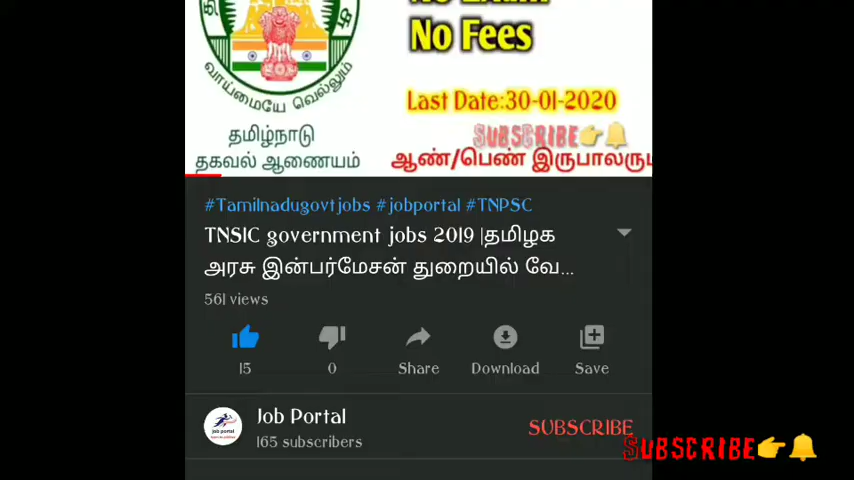 No Fees
வாய்மையே வெல்லும்
Last Date:30-01-2020
தமிழ்நாடு
தகவல் ஆணையம்
SUBSCRIBE
ஆண்/பெண்
#Tamilnadugovtjobs #jobportal #TNPSC
TNSIC government jobs 2019 |தமிழக
அரசு இன்பர்மேசன் துறையில் வே...
561 views
15
0
Share
Download
Save
Job Portal
165 subscribers
SUBSCRIBE
job portal
SUBSCRIBE